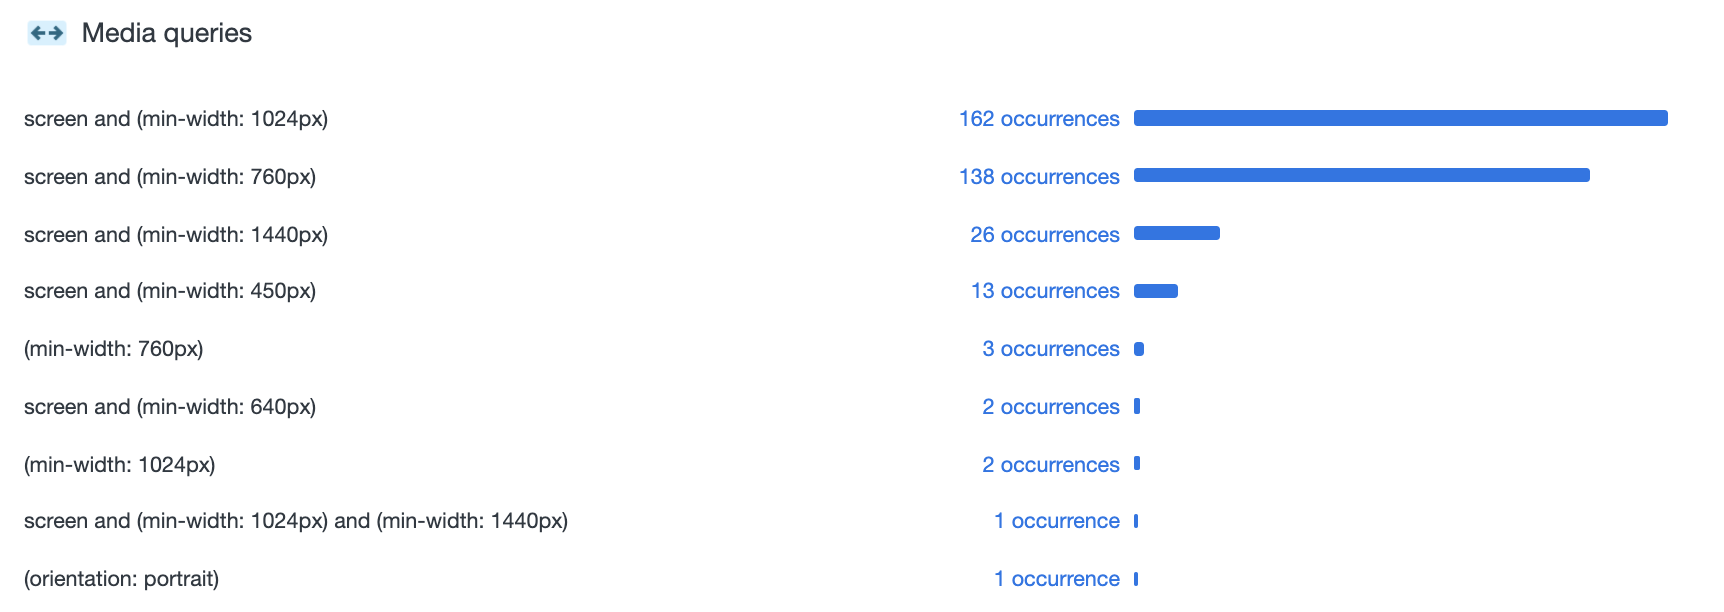 Media queries
screen and (min-width: 1024px) 162 occurrences
screen and (min-width: 760px) 138 occurrences
screen and (min-width: 1440px) 26 occurrences
screen and (min-width: 450px) 13 occurrences
(min-width: 760px) 3 occurrences
screen and (min-width: 640px) 2 occurrences
(min-width: 1024px) 2 occurrences
screen and (min-width: 1024px) and (min-width: 1440px) 1 occurrence
(orientation: portrait) 1 occurrence